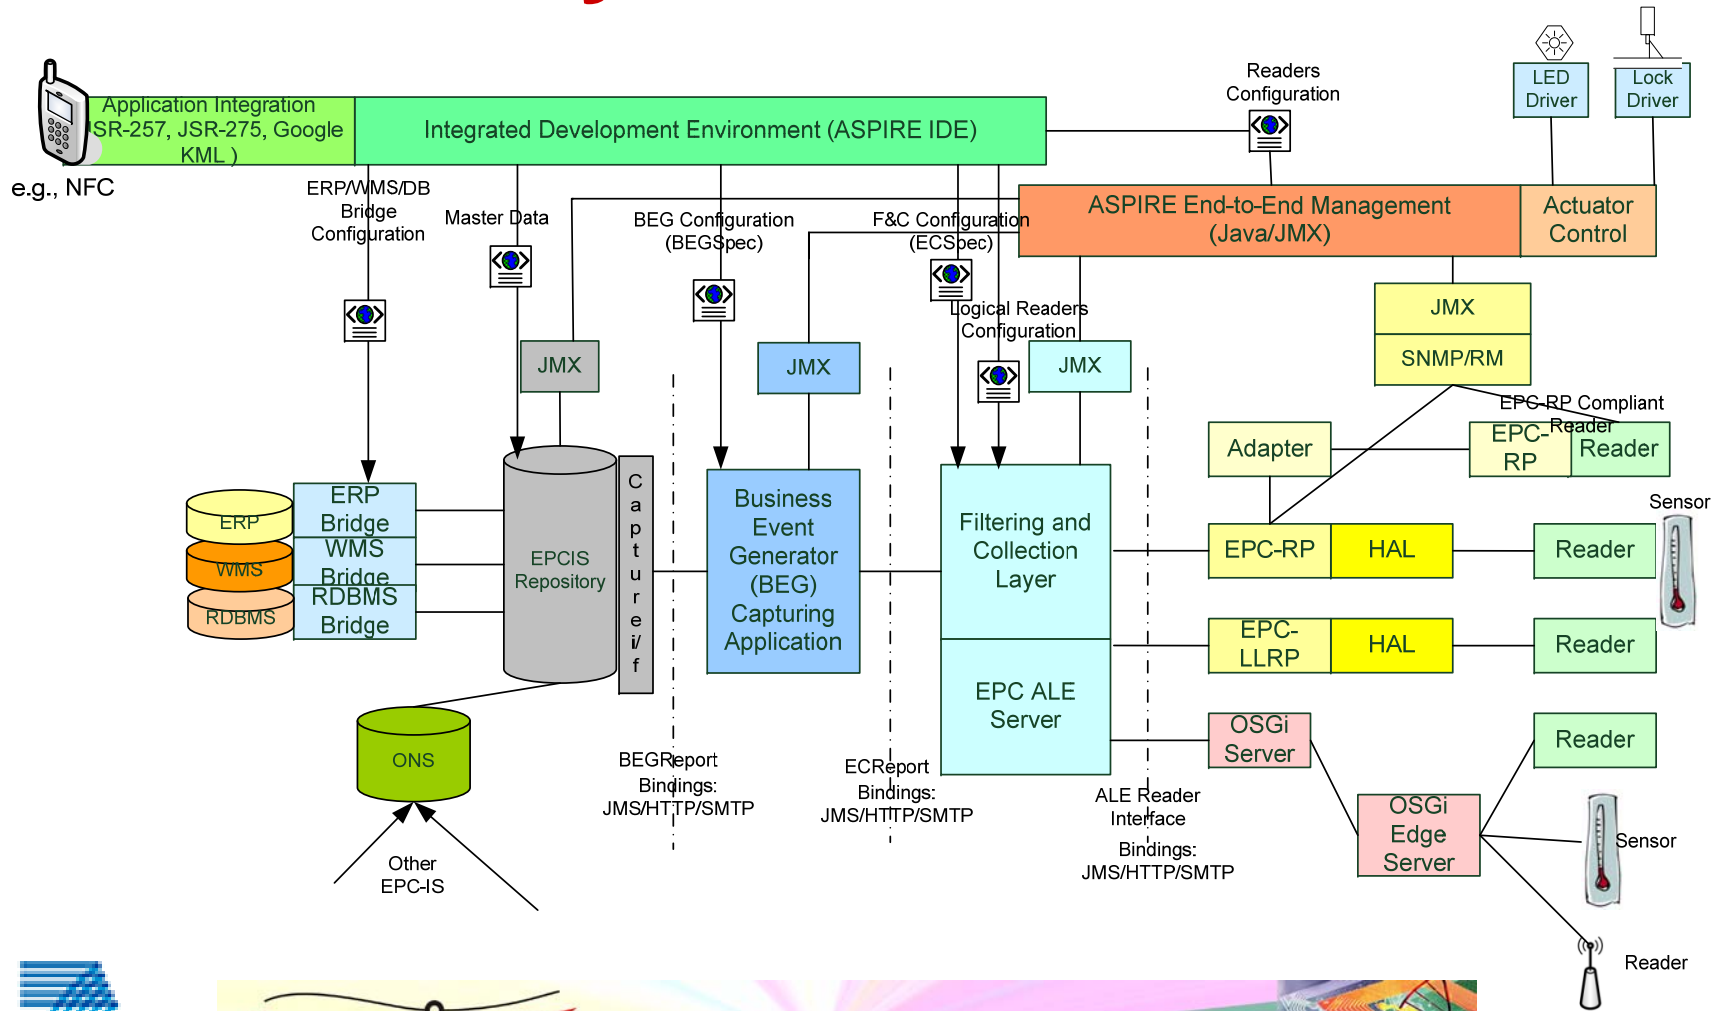 Readers
Configuration
LED
Driver
Lock
Driver
Application Integration
JSR-257, JSR-275, Google
KML )
Integrated Development Environment (ASPIRE IDE)
e.g., NFC
ERP/WMS/DB
Bridge
Configuration
Master Data
BEG Configuration
(BEGSpec)
F&C Configuration
(ECSpec)
ASPIRE End-to-End Management
(Java/JMX)
Actuator
Control
Logical Readers
Configuration
JMX
SNMP/RM
JMX
JMX
JMX
EPC-RP Compliant
Reader
Adapter
EPC-
RP
Reader
Sensor
ERP
WMS
RDBMS
ERP
Bridge
WMS
Bridge
RDBMS
Bridge
EPCIS
Repository
Capture i/f
Business
Event
Generator
(BEG)
Capturing
Application
Filtering and
Collection
Layer
EPC ALE
Server
EPC-RP
HAL
Reader
EPC-
LLRP
HAL
Reader
OSGi
Server
Reader
ONS
BEGReport
Bindings:
JMS/HTTP/SMTP
ECReport
Bindings:
JMS/HTTP/SMTP
ALE Reader
Interface
Bindings:
JMS/HTTP/SMTP
OSGi
Edge
Server
Sensor
Other
EPC-IS
Reader